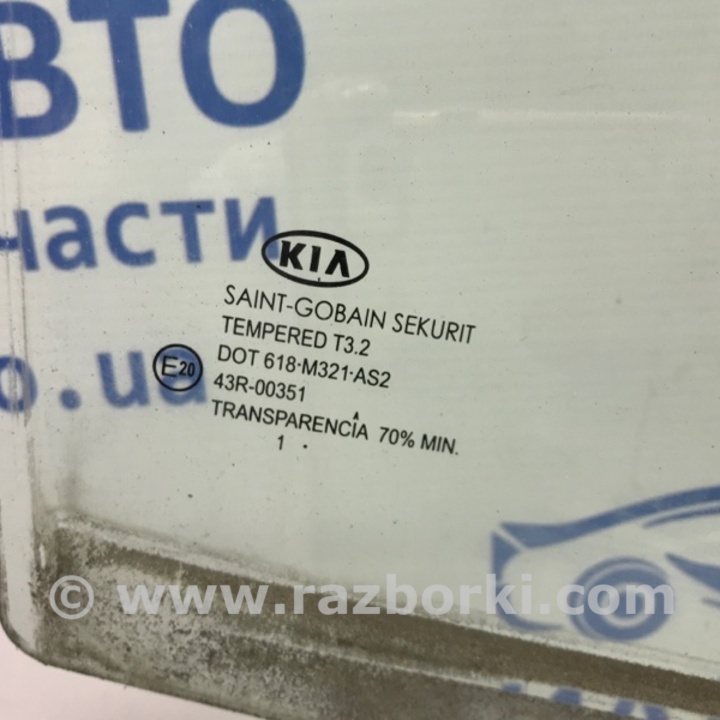 ВТО
части
KIA
SAINT-GOBAIN SEKURIT
TEMPERED T3.2
DOT 618·M321·AS2
E20
43R-00351
TRANSPARENCÍA 70% MIN.
1 ·
o.ua
© www.razborki.com